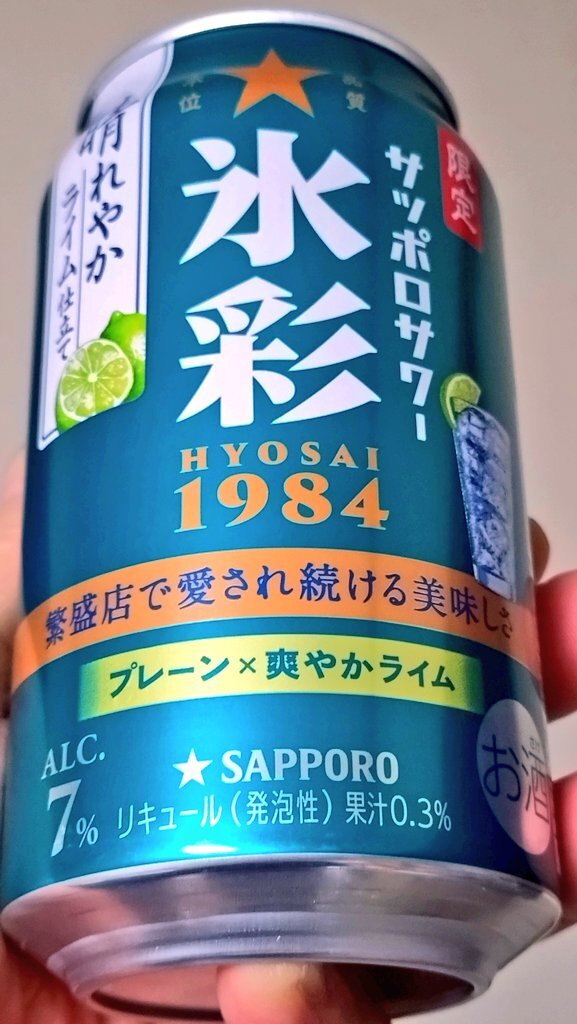 限定
サッポロサワー
氷彩
HYOSAI
1984
晴れやか
ライム仕立て
繁盛店で愛され続ける美味しさ
プレーン×爽やかライム
ALC.
7%
★SAPPORO
リキュール(発泡性)果汁0.3%
お酒